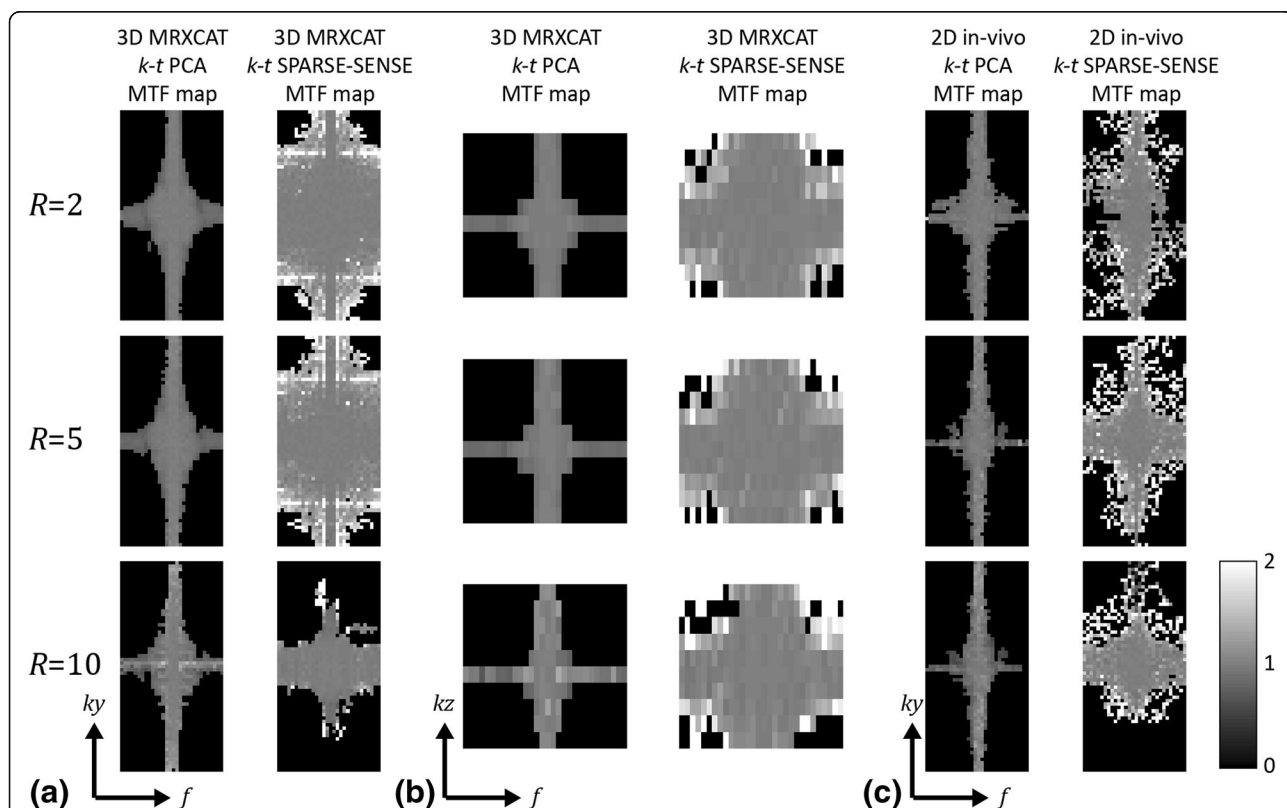 3D MRXCAT
k-t PCA
MTF map
3D MRXCAT
k-t SPARSE-SENSE
MTF map
3D MRXCAT
k-t PCA
MTF map
3D MRXCAT
k-t SPARSE-SENSE
MTF map
2D in-vivo
k-t PCA
MTF map
2D in-vivo
k-t SPARSE-SENSE
MTF map
R=2
R=5
R=10
2
1
0
ky
f
(a)
kz
f
(b)
ky
f
(c)